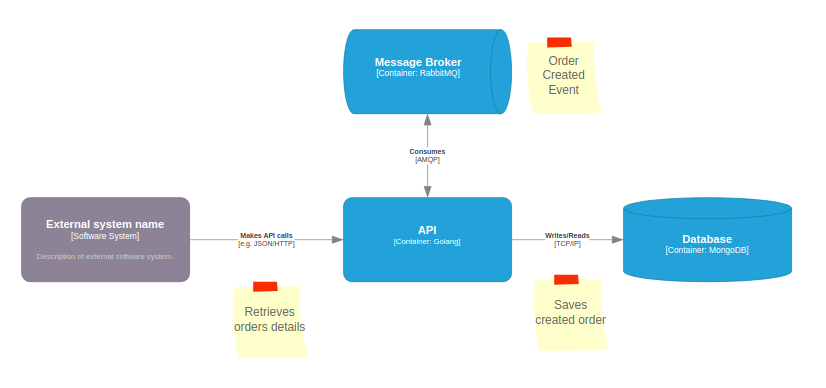 Message Broker
[Container: RabbitMQ]
Order
Created
Event
Consumes
[AMQP]
External system name
[Software System]
Description of external software system.
Makes API calls
[e.g. JSON/HTTP]
API
[Container: Golang]
Writes/Reads
[TCP/IP]
Database
[Container: MongoDB]
Retrieves
orders details
Saves
created order